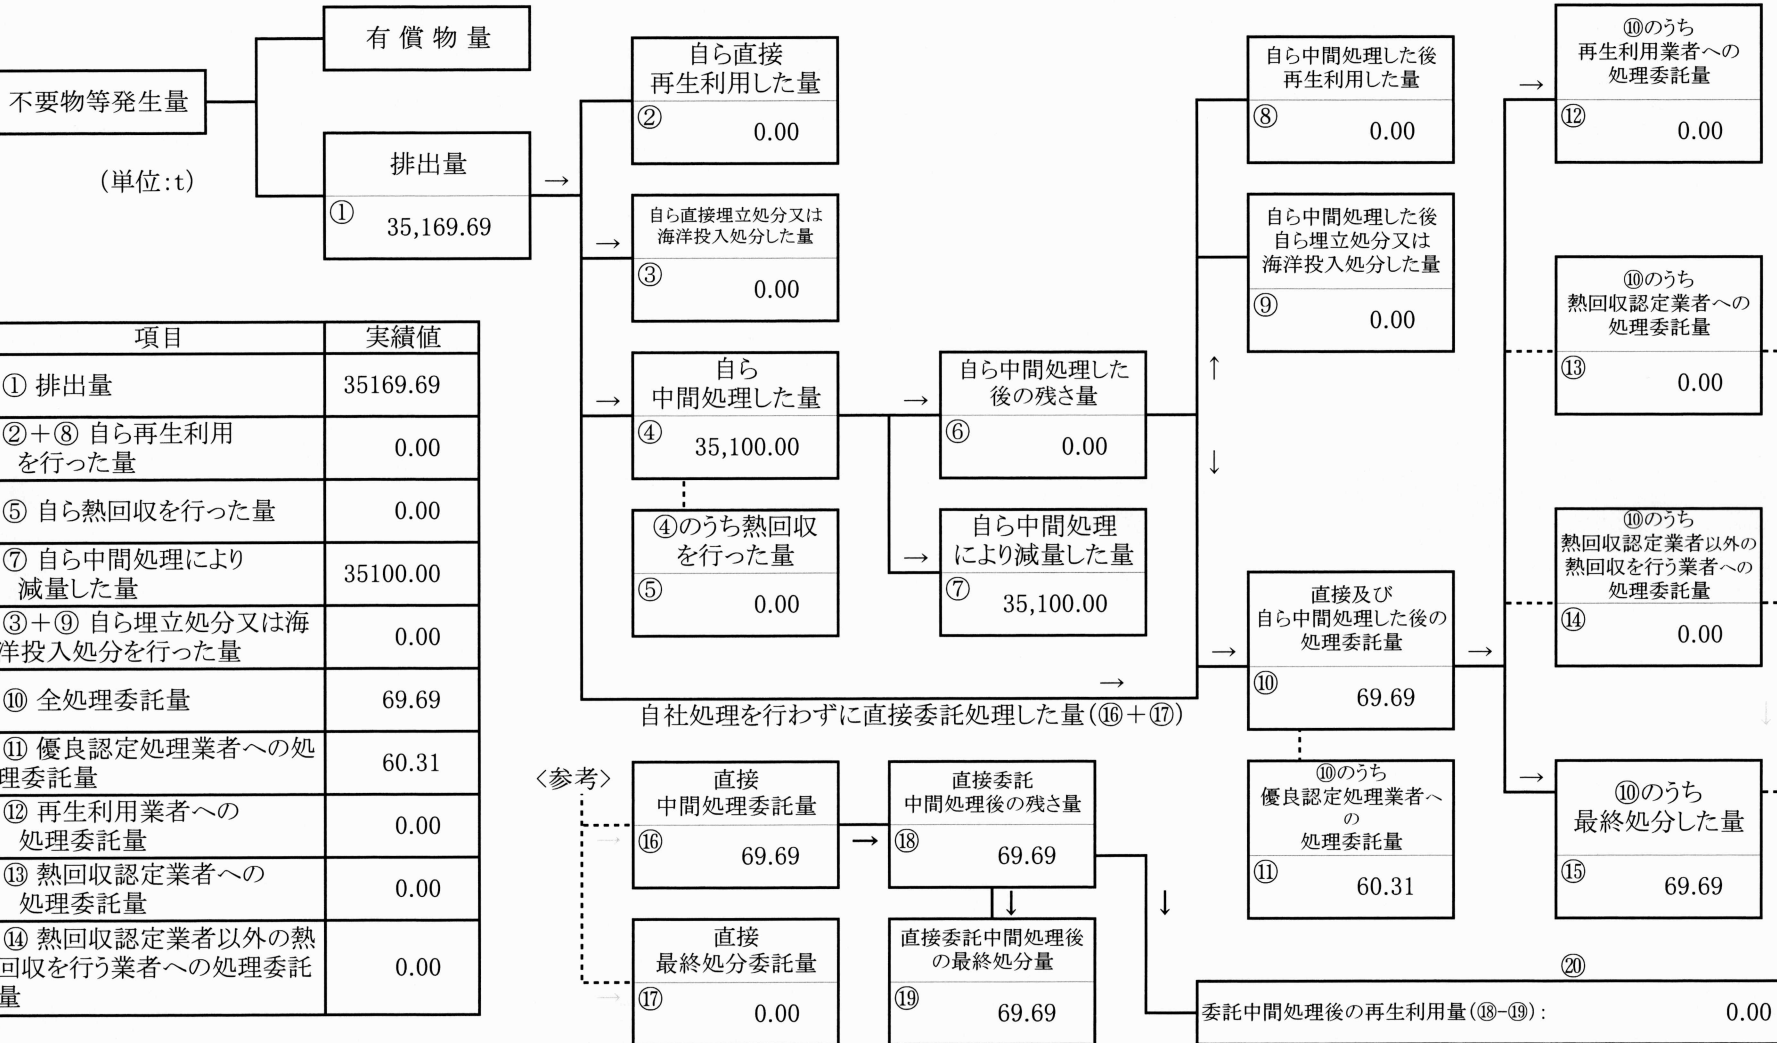 有償物量
不要物等発生量
(単位:t)
排出量
① 35,169.69
自ら直接
再生利用した量
② 0.00
自ら直接埋立処分又は
海洋投入処分した量
③ 0.00
自ら
中間処理した量
④ 35,100.00
④のうち熱回収
を行った量
⑤ 0.00
自ら中間処理した
後の残さ量
⑥ 0.00
自ら中間処理
により減量した量
⑦ 35,100.00
自ら中間処理した後
再生利用した量
⑧ 0.00
自ら中間処理した後
自ら埋立処分又は
海洋投入処分した量
⑨ 0.00
直接及び
自ら中間処理した後の
処理委託量
⑩ 69.69
⑩のうち
優良認定処理業者へ
の
処理委託量
⑪ 60.31
⑩のうち
再生利用業者への
処理委託量
⑫ 0.00
⑩のうち
熱回収認定業者への
処理委託量
⑬ 0.00
⑩のうち
熱回収認定業者以外の
熱回収を行う業者への
処理委託量
⑭ 0.00
⑩のうち
最終処分した量
⑮ 69.69
自社処理を行わずに直接委託処理した量(⑯+⑰)
<参考>
直接
中間処理委託量
⑯ 69.69
直接
最終処分委託量
⑰ 0.00
直接委託
中間処理後の残さ量
⑱ 69.69
直接委託中間処理後
の最終処分量
⑲ 69.69
⑳
委託中間処理後の再生利用量(⑱-⑲): 0.00
項目 実績値
① 排出量 35169.69
②+⑧ 自ら再生利用
を行った量 0.00
⑤ 自ら熱回収を行った量 0.00
⑦ 自ら中間処理により
減量した量 35100.00
③+⑨ 自ら埋立処分又は海
洋投入処分を行った量 0.00
⑩ 全処理委託量 69.69
⑪ 優良認定処理業者への処
理委託量 60.31
⑫ 再生利用業者への
処理委託量 0.00
⑬ 熱回収認定業者への
処理委託量 0.00
⑭ 熱回収認定業者以外の熱
回収を行う業者への処理委託
量 0.00